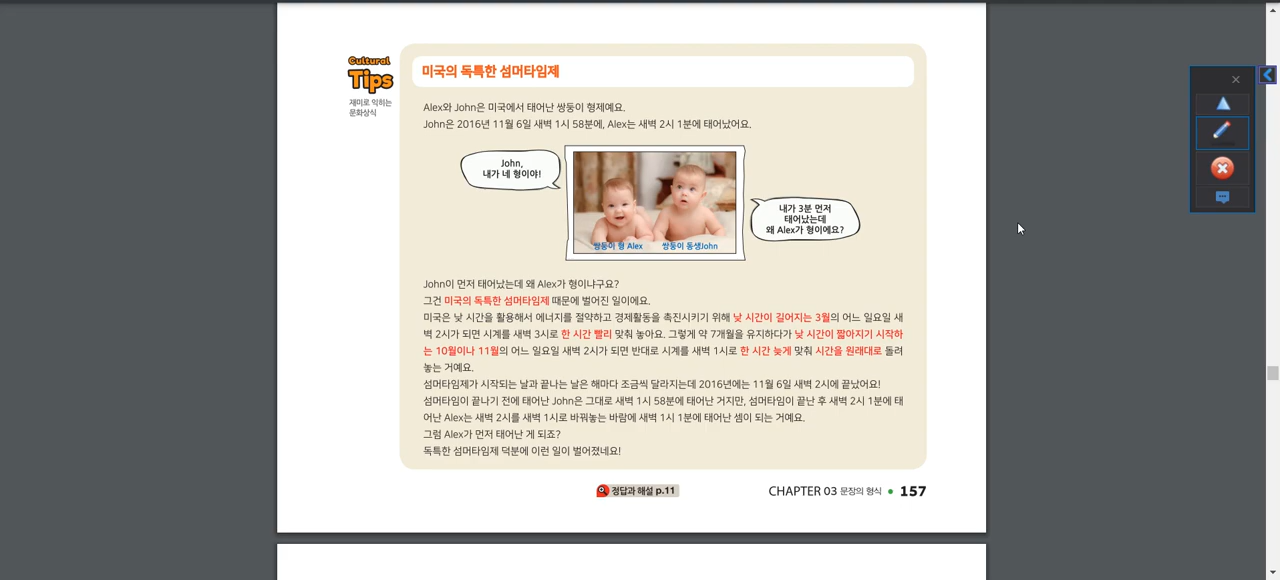 Cultural
Tips
재미로 익히는
문화상식
미국의 독특한 섬머타임제
Alex와 John은 미국에서 태어난 쌍둥이 형제예요.
John은 2016년 11월 6일 새벽 1시 58분에, Alex는 새벽 2시 1분에 태어났어요.
John,
내가 네 형이야!
내가 3분 먼저
태어났는데
왜 Alex가 형이에요?
쌍둥이 형 Alex
쌍둥이 동생John
John이 먼저 태어났는데 왜 Alex가 형이냐구요?
그건 미국의 독특한 섬머타임제 때문에 벌어진 일이에요.
미국은 낮 시간을 활용해서 에너지를 절약하고 경제활동을 촉진시키기 위해 낮 시간이 길어지는 3월의 어느 일요일 새
벽 2시가 되면 시계를 새벽 3시로 한 시간 빨리 맞춰 놓아요. 그렇게 약 7개월을 유지하다가 낮 시간이 짧아지기 시작하
는 10월이나 11월의 어느 일요일 새벽 2시가 되면 반대로 시계를 새벽 1시로 한 시간 늦게 맞춰 시간을 원래대로 돌려
놓는 거예요.
섬머타임제가 시작되는 날과 끝나는 날은 해마다 조금씩 달라지는데 2016년에는 11월 6일 새벽 2시에 끝났어요!
섬머타임이 끝나기 전에 태어난 John은 그대로 새벽 1시 58분에 태어난 거지만, 섬머타임이 끝난 후 새벽 2시 1분에 태
어난 Alex는 새벽 2시를 새벽 1시로 바꿔놓는 바람에 새벽 1시 1분에 태어난 셈이 되는 거예요.
그럼 Alex가 먼저 태어난 게 되죠?
독특한 섬머타임제 덕분에 이런 일이 벌어졌네요!
정답과 해설 p.11
CHAPTER 03 문장의 형식 ● 157